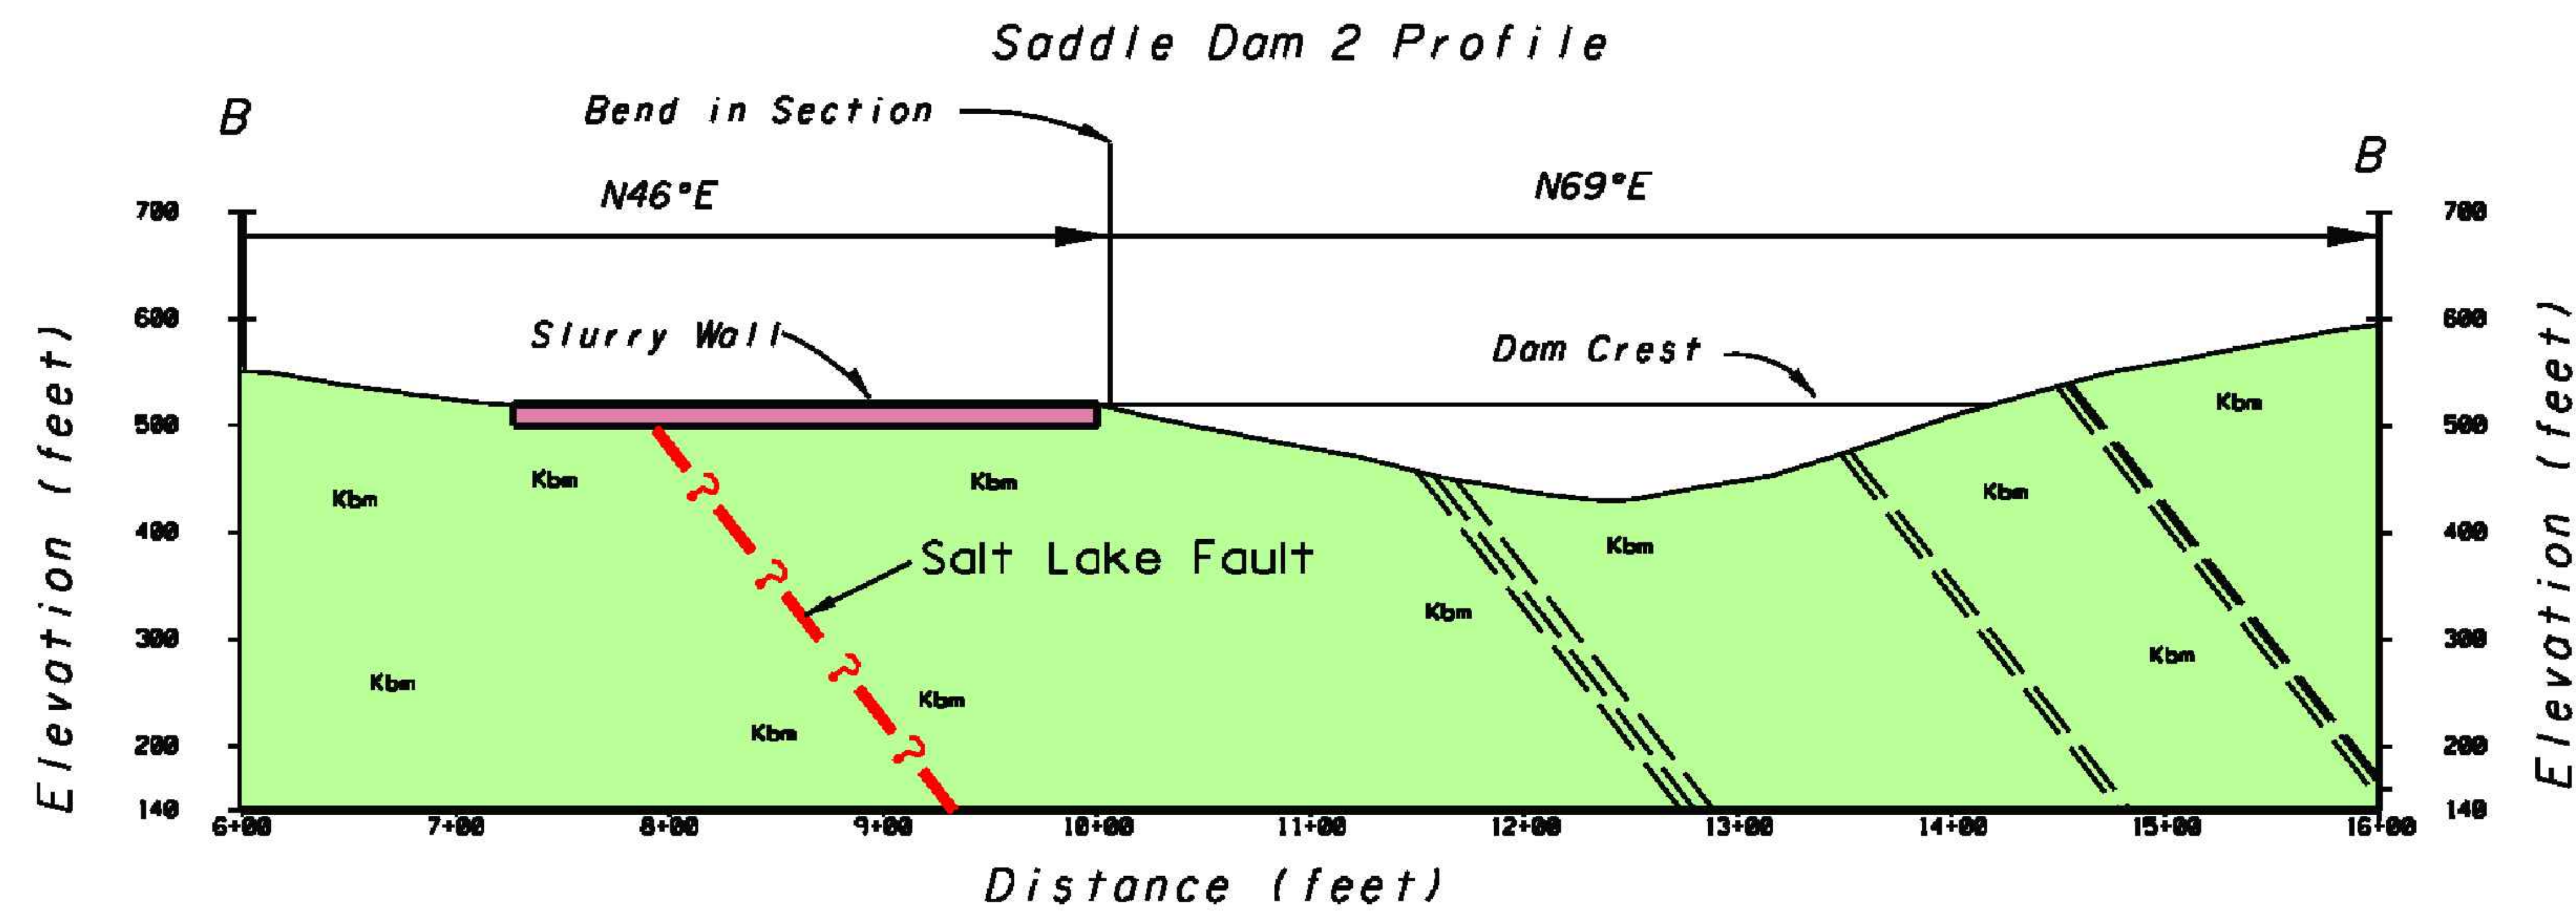 Saddle Dam 2 Profile
Bend in Section
B
B
N46°E
N69°E
700
700
600
600
Slurry Wall
Dam Crest
500
500
400
400
300
300
200
200
140
140
Elevation (feet)
Elevation (feet)
Kbm
Kbm
Kbm
Kbm
Kbm
Kbm
Kbm
Kbm
Kbm
Kbm
Kbm
?
?
?
?
Salt Lake Fault
6+00 7+00 8+00 9+00 10+00 11+00 12+00 13+00 14+00 15+00 16+00
Distance (feet)